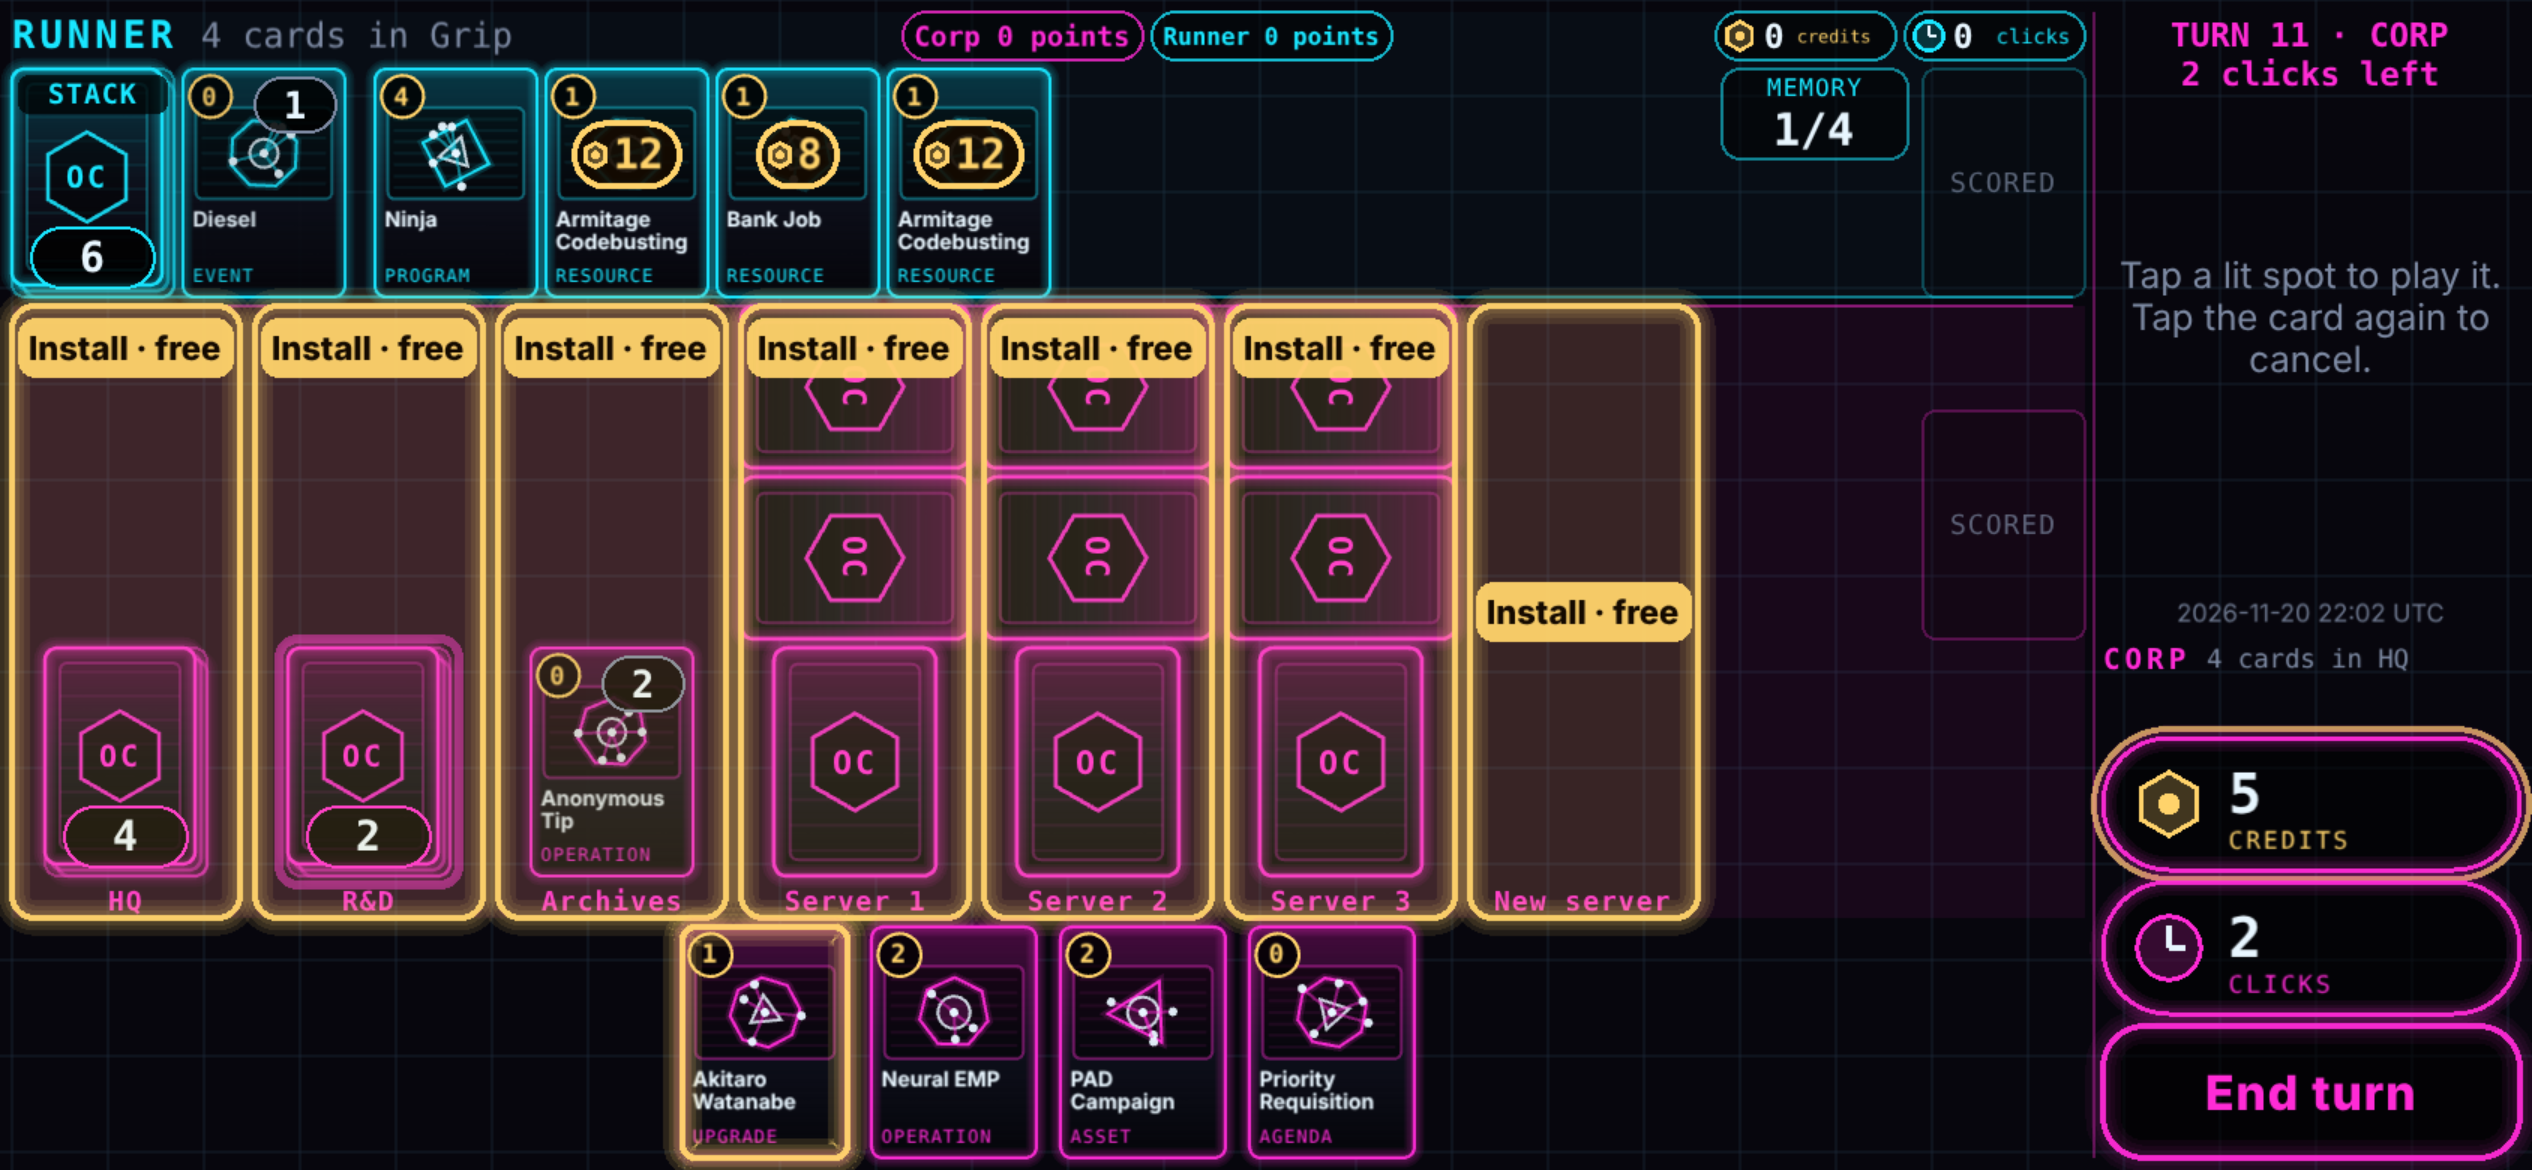 RUNNER 4 cards in Grip
Corp 0 points
Runner 0 points
0 credits
0 clicks
TURN 11 · CORP
2 clicks left
STACK
OC
6
0
1
Diesel
EVENT
4
Ninja
PROGRAM
1
12
Armitage
Codebusting
RESOURCE
1
8
Bank Job
RESOURCE
1
12
Armitage
Codebusting
RESOURCE
MEMORY
1/4
SCORED
Tap a lit spot to play it.
Tap the card again to
cancel.
Install · free
Install · free
Install · free
Install · free
Install · free
Install · free
Install · free
OC
OC
OC
OC
OC
OC
SCORED
2026-11-20 22:02 UTC
CORP 4 cards in HQ
OC
4
HQ
OC
2
R&D
0
2
Anonymous
Tip
OPERATION
Archives
OC
Server 1
OC
Server 2
OC
Server 3
New server
5
CREDITS
2
CLICKS
End turn
1
Akitaro
Watanabe
UPGRADE
2
Neural EMP
OPERATION
2
PAD
Campaign
ASSET
0
Priority
Requisition
AGENDA